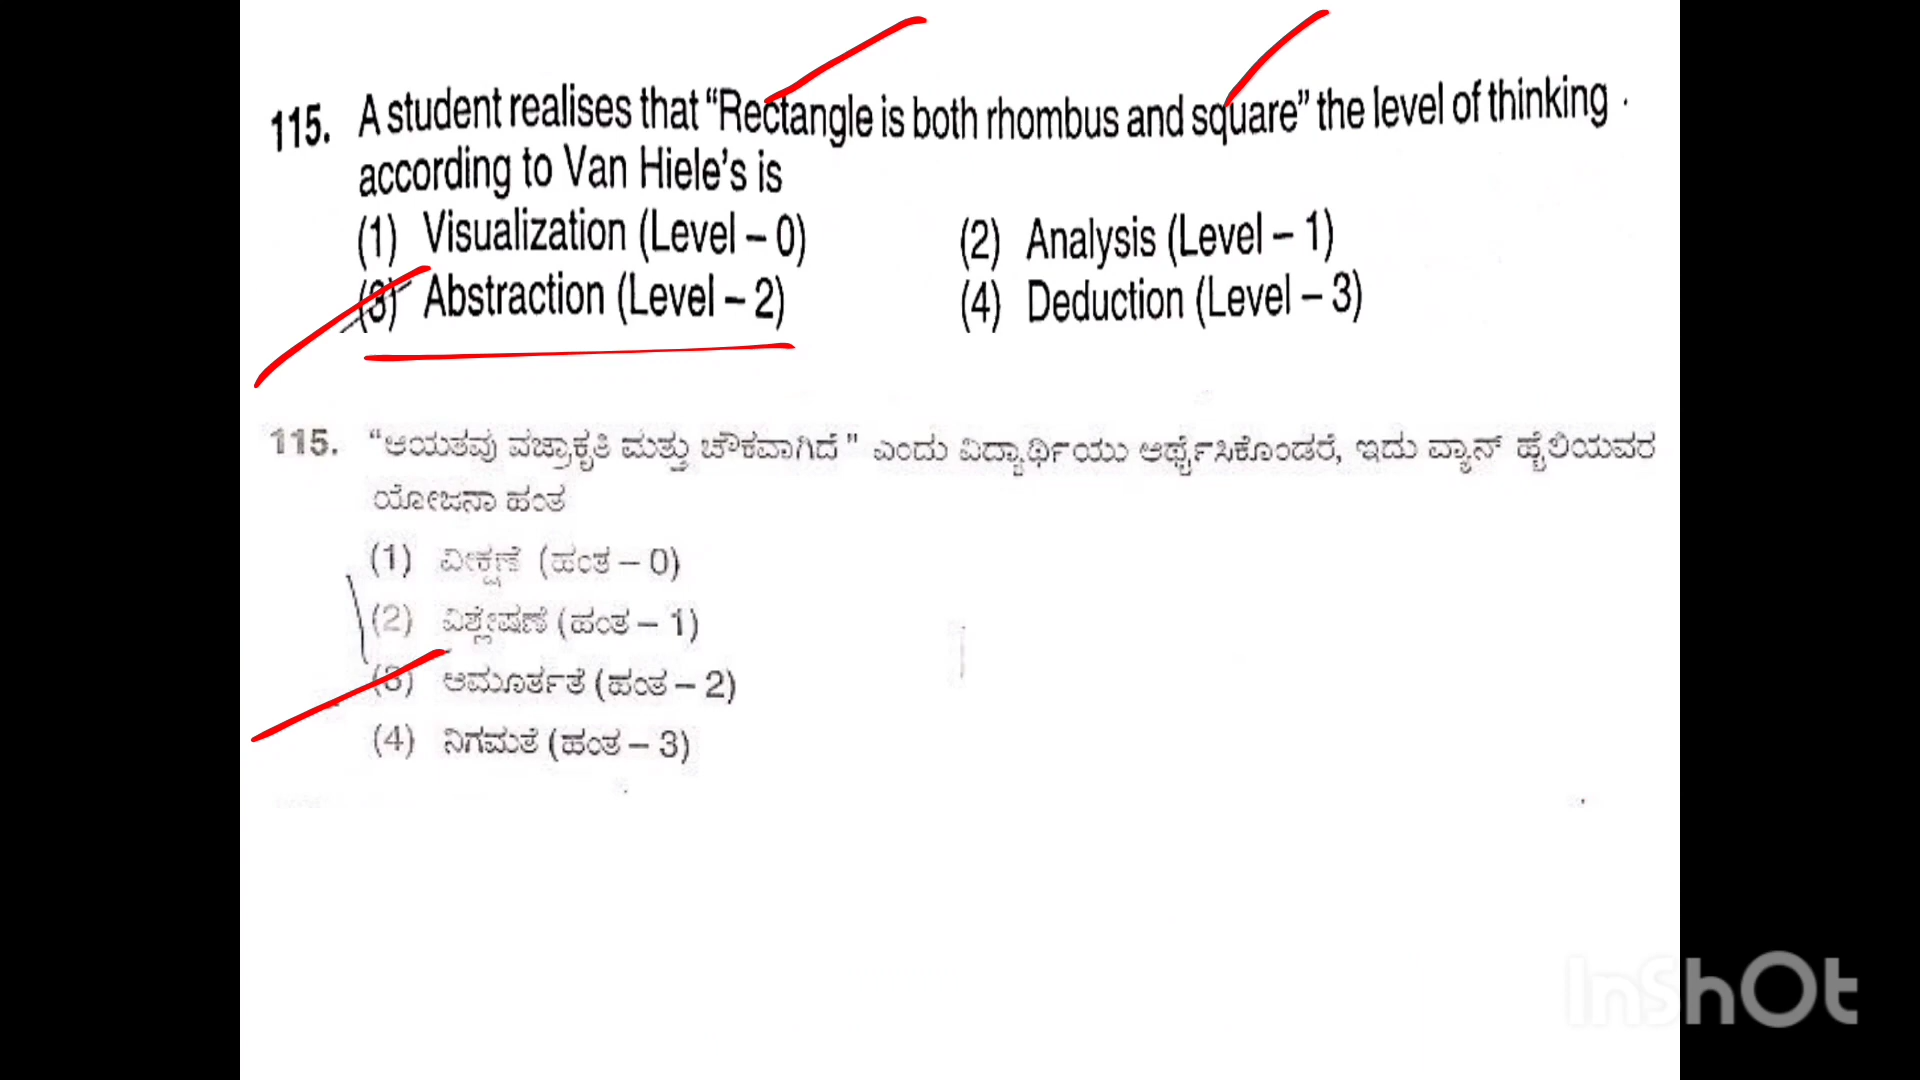 115. A student realises that “Rectangle is both rhombus and square” the level of thinking
according to Van Hiele’s is
(1) Visualization (Level – 0) (2) Analysis (Level – 1)
(3) Abstraction (Level – 2) (4) Deduction (Level – 3)
115. “ಆಯತವು ವಜ್ರಾಕೃತಿ ಮತ್ತು ಚೌಕವಾಗಿದೆ” ಎಂದು ವಿದ್ಯಾರ್ಥಿಯು ಅರ್ಥೈಸಿಕೊಂಡರೆ, ಇದು ವ್ಯಾನ್ ಹೈಲಿಯವರ
ಯೋಜನಾ ಹಂತ
(1) ವೀಕ್ಷಣೆ (ಹಂತ – 0)
(2) ವಿಶ್ಲೇಷಣೆ (ಹಂತ – 1)
(3) ಅಮೂರ್ತತೆ (ಹಂತ – 2)
(4) ನಿಗಮತೆ (ಹಂತ – 3)
InShOt